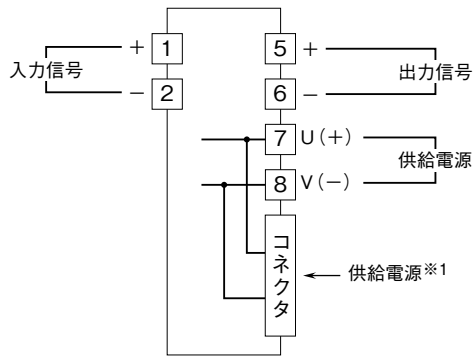 入力信号
+ 1
- 2
5 +
6 -
出力信号
7 U(+)
8 V(-)
供給電源
コネクタ
供給電源※1